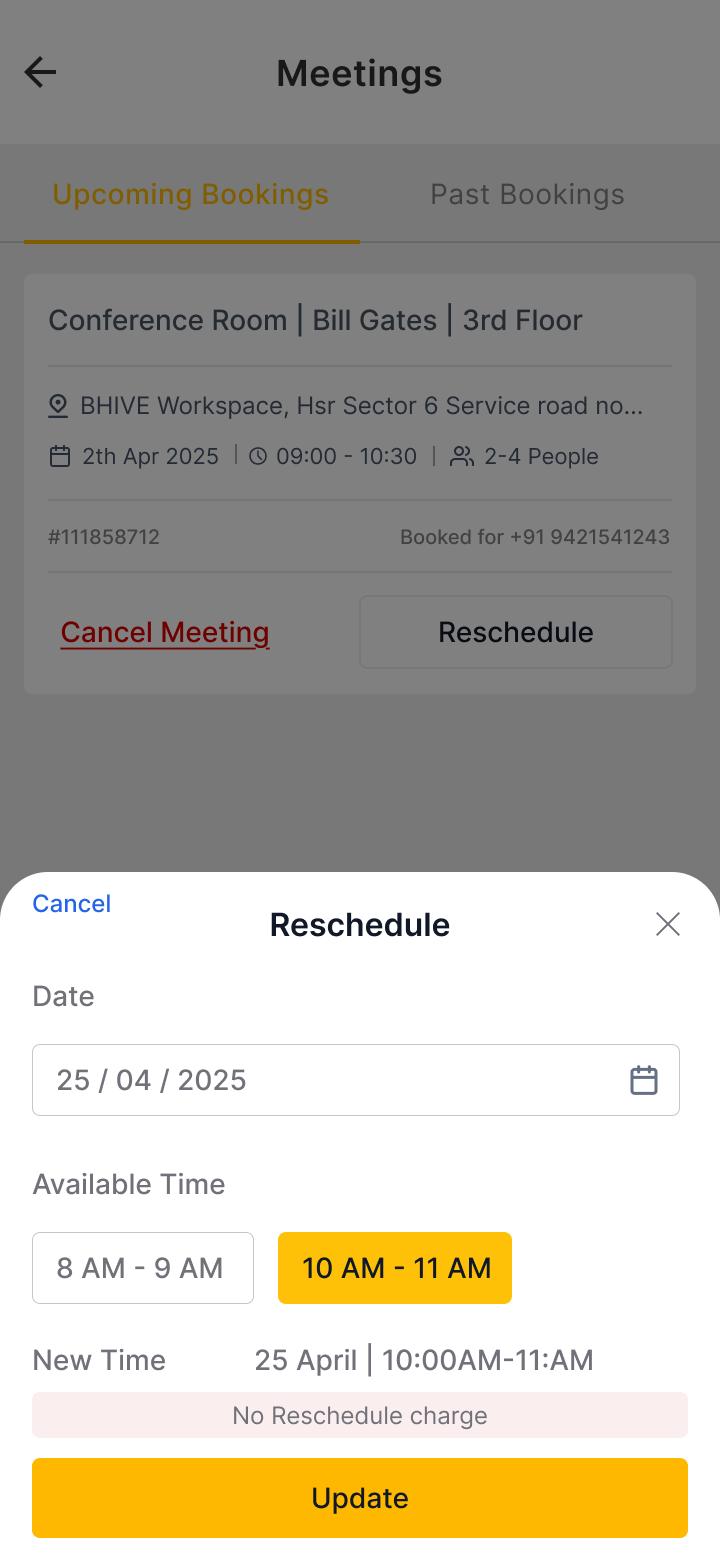 Meetings
Upcoming Bookings Past Bookings
Conference Room | Bill Gates | 3rd Floor
BHIVE Workspace, Hsr Sector 6 Service road no...
2th Apr 2025 | 09:00 - 10:30 | 2-4 People
#111858712 Booked for +91 9421541243
Cancel Meeting Reschedule
Cancel
Reschedule
Date
25 / 04 / 2025
Available Time
8 AM - 9 AM 10 AM - 11 AM
New Time 25 April | 10:00AM-11:AM
No Reschedule charge
Update